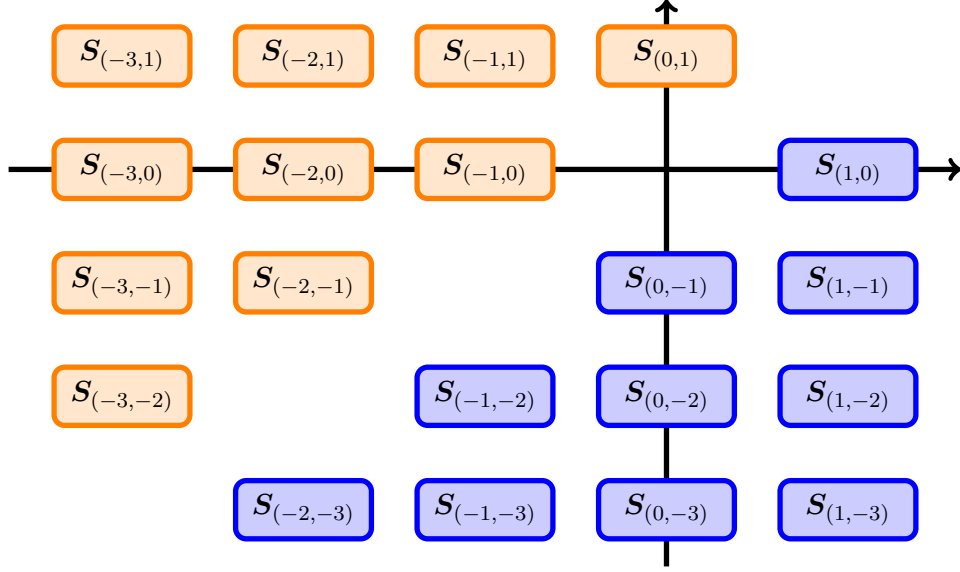 S(−3,1) S(−2,1) S(−1,1) S(0,1)
S(−3,0) S(−2,0) S(−1,0) S(1,0)
S(−3,−1) S(−2,−1) S(0,−1) S(1,−1)
S(−3,−2) S(−1,−2) S(0,−2) S(1,−2)
S(−2,−3) S(−1,−3) S(0,−3) S(1,−3)